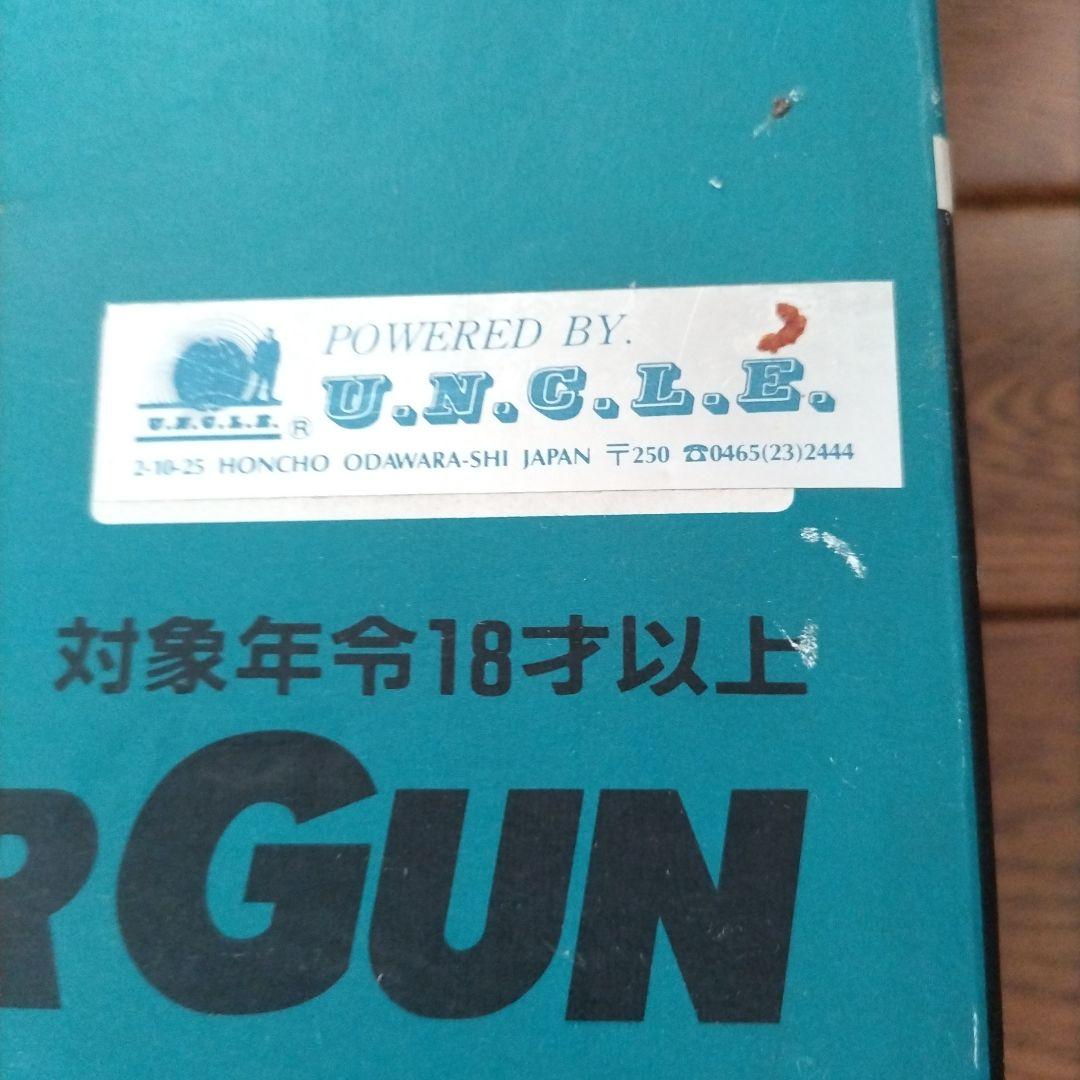 POWERED BY.
U.N.C.L.E.
U.N.C.L.E. ®
2-10-25 HONCHO ODAWARA-SHI JAPAN 〒250 ☎0465(23)2444
対象年令18才以上
RGUN